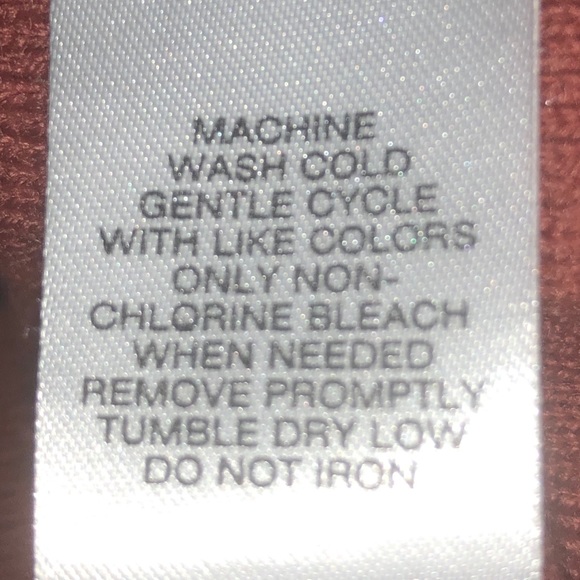 MACHINE
WASH COLD
GENTLE CYCLE
WITH LIKE COLORS
ONLY NON-
CHLORINE BLEACH
WHEN NEEDED
REMOVE PROMPTLY
TUMBLE DRY LOW
DO NOT IRON